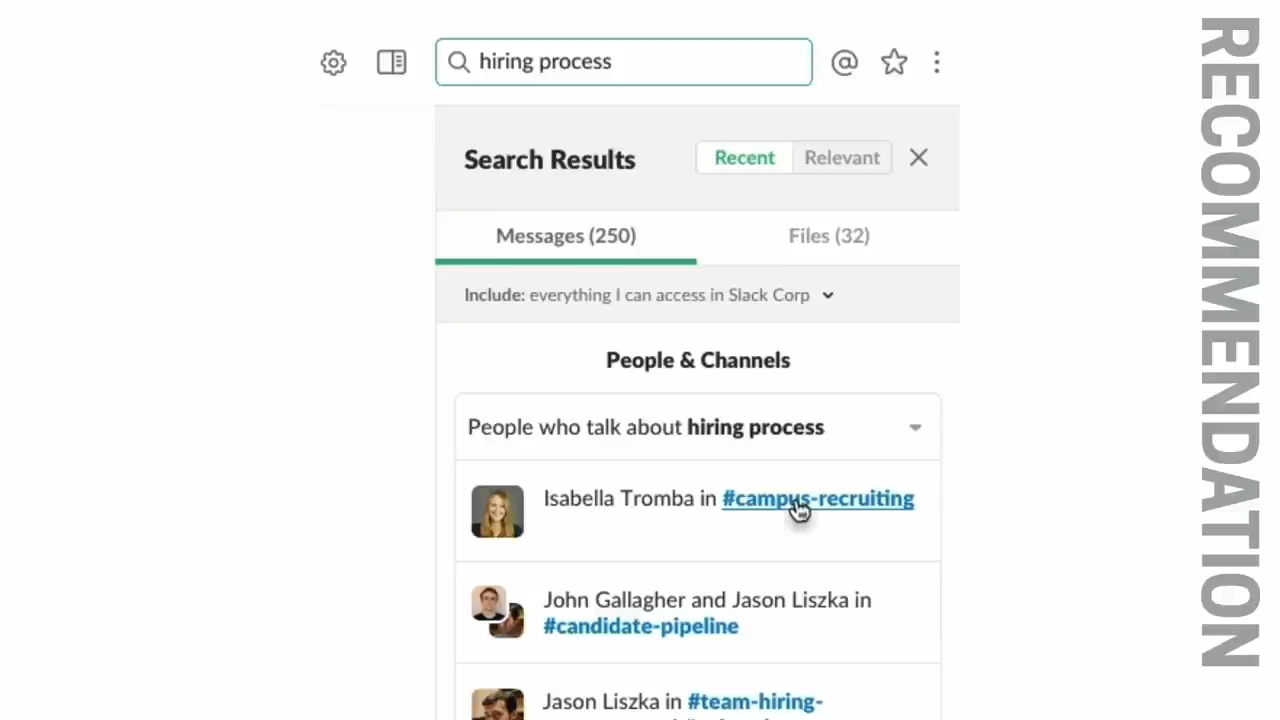 hiring process
Search Results
Recent
Relevant
Messages (250)
Files (32)
Include: everything I can access in Slack Corp
People & Channels
People who talk about hiring process
Isabella Tromba in #campus-recruiting
John Gallagher and Jason Liszka in
#candidate-pipeline
Jason Liszka in #team-hiring-
RECOMMENDATION